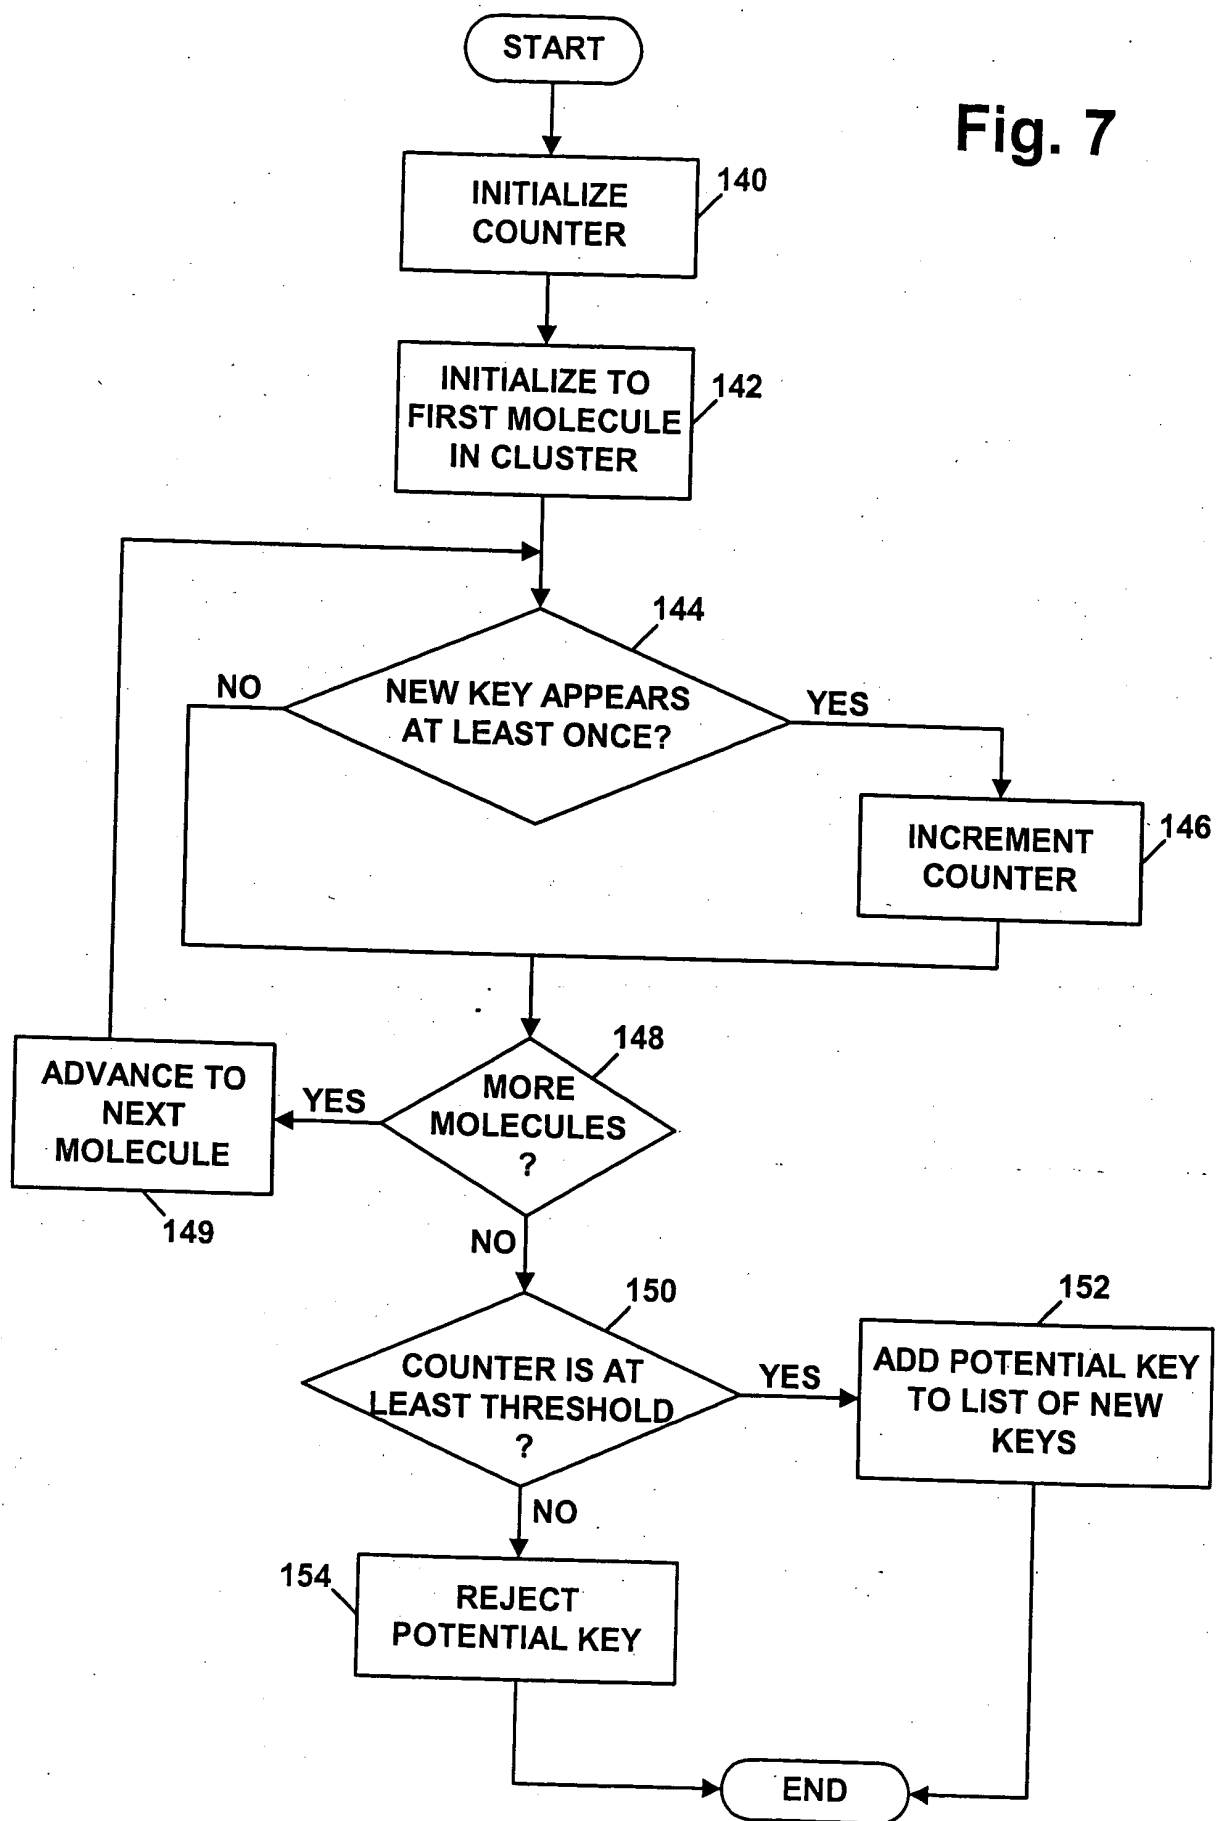 START
Fig. 7
INITIALIZE
COUNTER
140
INITIALIZE TO
FIRST MOLECULE
IN CLUSTER
142
144
NO
NEW KEY APPEARS
AT LEAST ONCE?
YES
INCREMENT
COUNTER
146
148
ADVANCE TO
NEXT
MOLECULE
149
YES
MORE
MOLECULES
?
NO
150
COUNTER IS AT
LEAST THRESHOLD
?
YES
152
ADD POTENTIAL KEY
TO LIST OF NEW
KEYS
NO
154
REJECT
POTENTIAL KEY
END